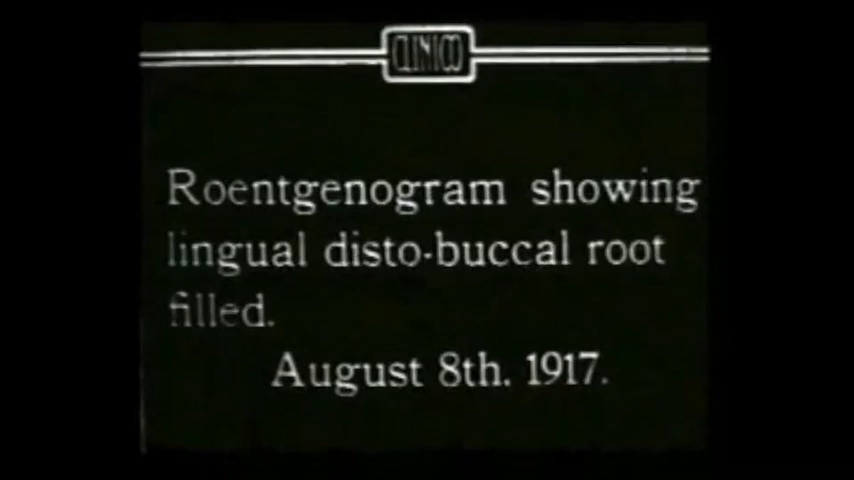 CLINICO
Roentgenogram showing
lingual disto-buccal root
filled.
August 8th. 1917.